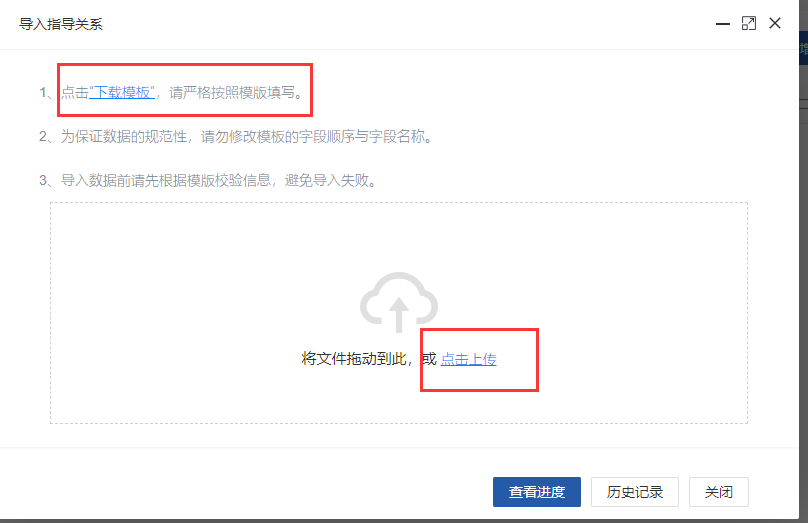 导入指导关系
1、点击“下载模板”，请严格按照模版填写。
2、为保证数据的规范性，请勿修改模板的字段顺序与字段名称。
3、导入数据前请先根据模版校验信息，避免导入失败。
将文件拖动到此，或 点击上传
查看进度 历史记录 关闭